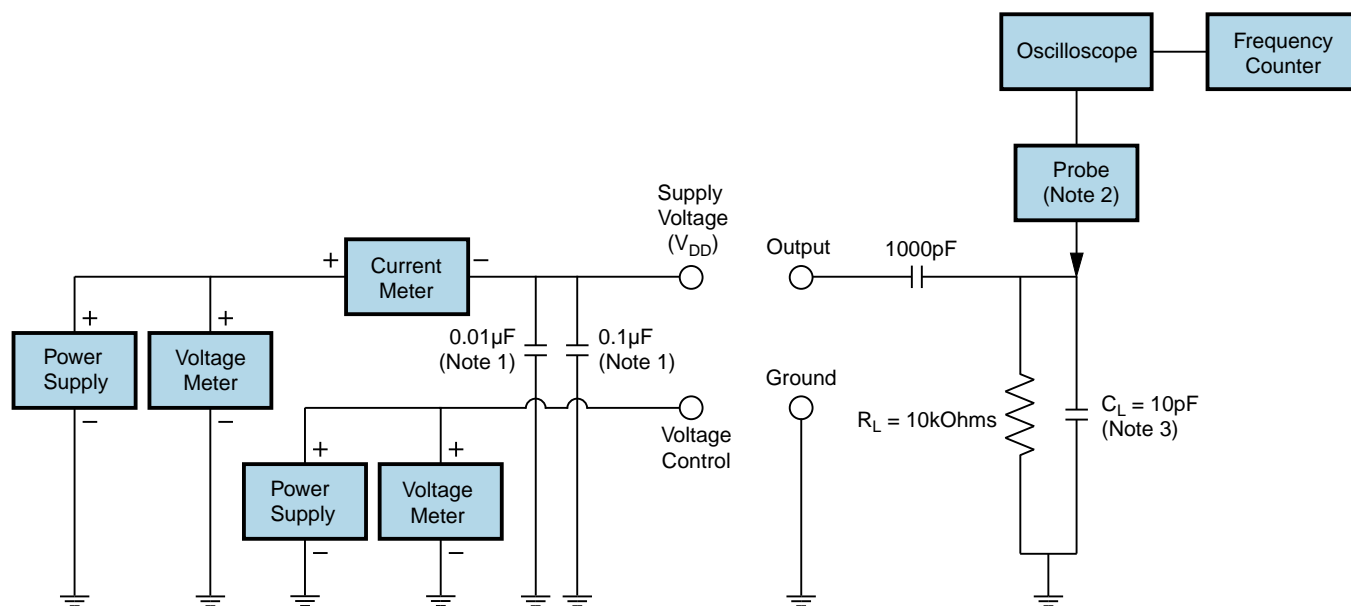 Oscilloscope
Frequency
Counter
Probe
(Note 2)
Supply
Voltage
(V_DD)
Output
1000pF
+
Current
Meter
−
+
Power
Supply
−
+
Voltage
Meter
−
0.01µF
(Note 1)
0.1µF
(Note 1)
Ground
Voltage
Control
R_L = 10kOhms
C_L = 10pF
(Note 3)
+
Power
Supply
−
+
Voltage
Meter
−